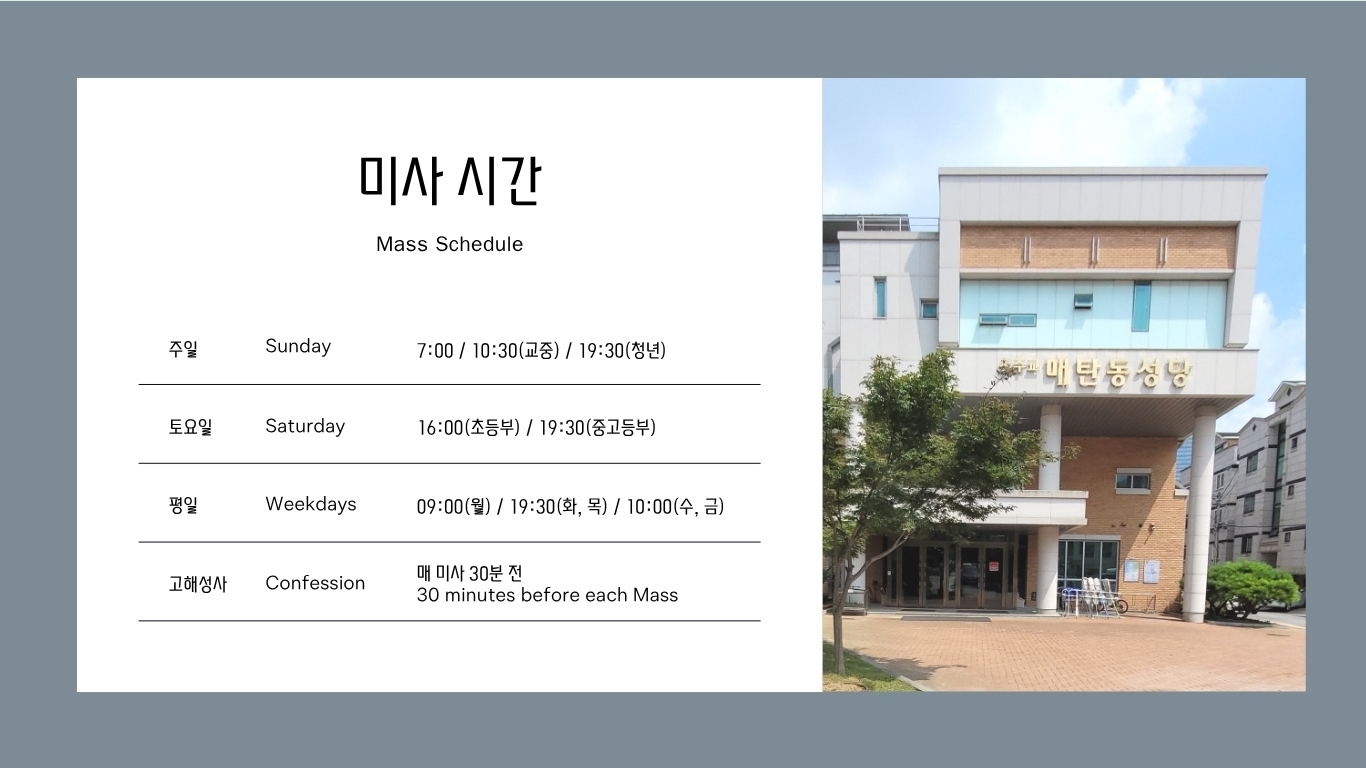 미사 시간
Mass Schedule
주일 Sunday 7:00 / 10:30(교중) / 19:30(청년)
토요일 Saturday 16:00(초등부) / 19:30(중고등부)
평일 Weekdays 09:00(월) / 19:30(화, 목) / 10:00(수, 금)
고해성사 Confession 매 미사 30분 전
30 minutes before each Mass
매탄동성당